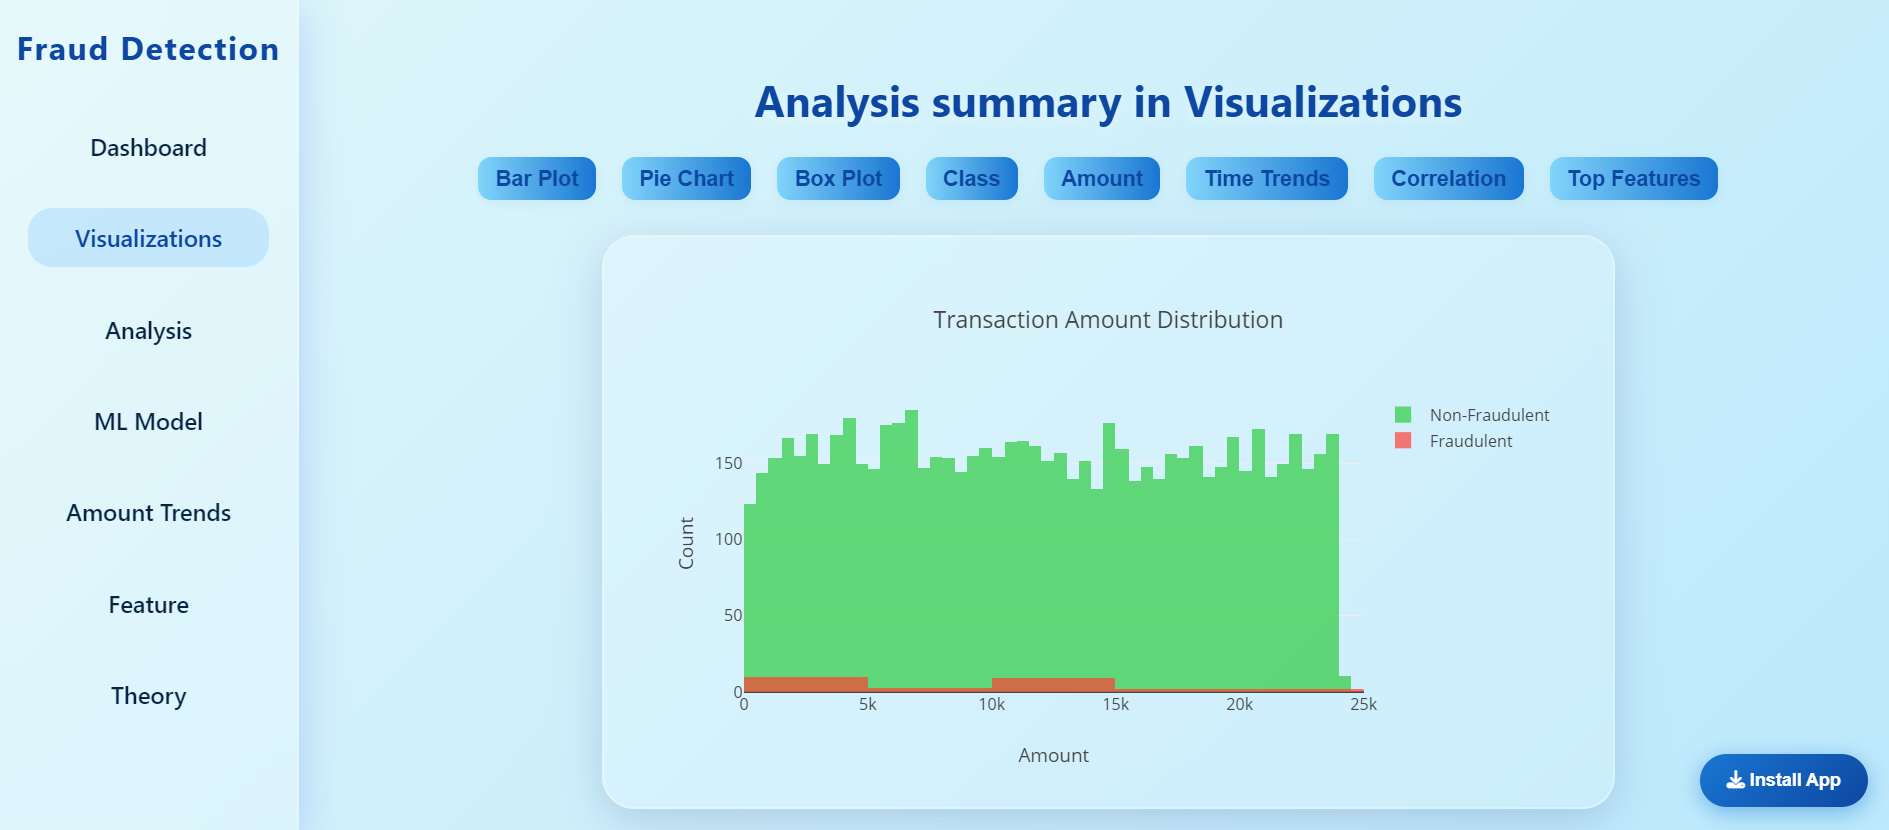 Fraud Detection
Dashboard
Visualizations
Analysis
ML Model
Amount Trends
Feature
Theory
Analysis summary in Visualizations
Bar Plot Pie Chart Box Plot Class Amount Time Trends Correlation Top Features
Transaction Amount Distribution
Non-Fraudulent
Fraudulent
Count
150
100
50
0
0 5k 10k 15k 20k 25k
Amount
Install App